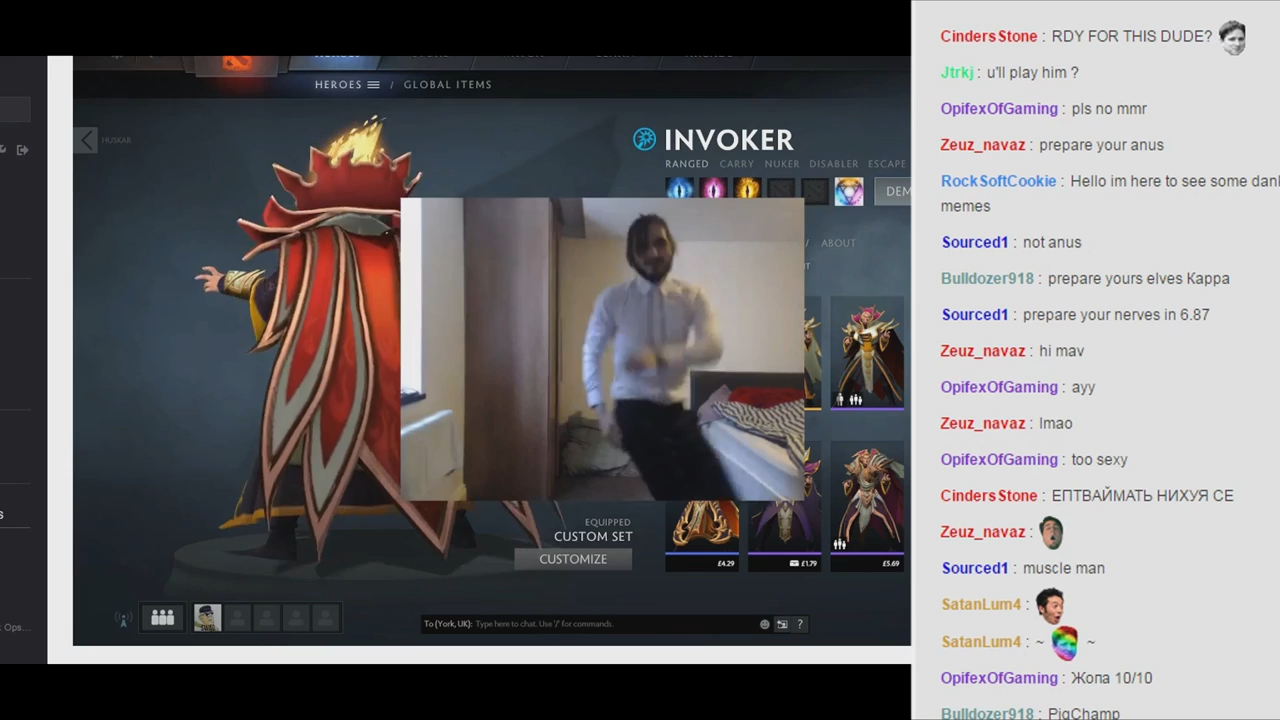 HEROES / GLOBAL ITEMS
HUSKAR
INVOKER
RANGED CARRY NUKER DISABLER ESCAPE
DEM
/ ABOUT
EQUIPPED
CUSTOM SET
CUSTOMIZE
£4.29
£1.79
£5.69
To (York, UK): Type here to chat. Use '/' for commands.
?
Ops...
CindersStone : RDY FOR THIS DUDE?
Jtrkj : u'll play him ?
OpifexOfGaming : pls no mmr
Zeuz_navaz : prepare your anus
RockSoftCookie : Hello im here to see some dank
memes
Sourced1 : not anus
Bulldozer918 : prepare yours elves Kappa
Sourced1 : prepare your nerves in 6.87
Zeuz_navaz : hi mav
OpifexOfGaming : ayy
Zeuz_navaz : lmao
OpifexOfGaming : too sexy
CindersStone : ЕПТВАЙМАТЬ НИХУЯ СЕ
Zeuz_navaz :
Sourced1 : muscle man
SatanLum4 :
SatanLum4 : ~ ~
OpifexOfGaming : Жопа 10/10
Bulldozer918 : PigChamp